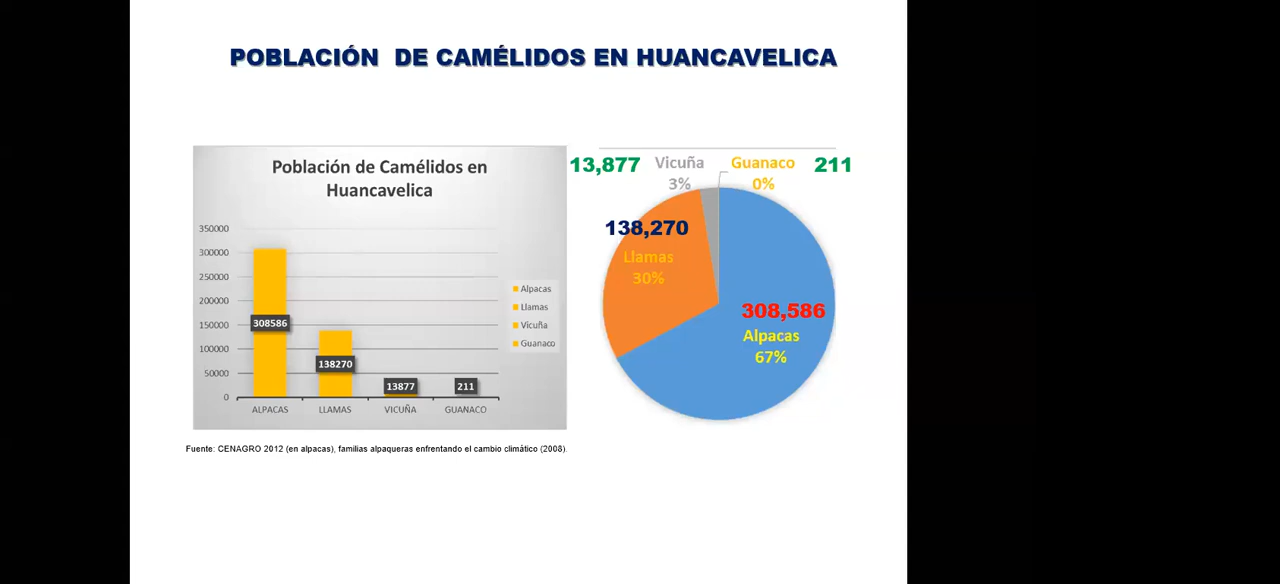 POBLACIÓN DE CAMÉLIDOS EN HUANCAVELICA
Población de Camélidos en
Huancavelica
350000
300000
250000
200000
150000
100000
50000
0
308586
138270
13877
211
ALPACAS
LLAMAS
VICUÑA
GUANACO
Alpacas
Llamas
Vicuña
Guanaco
13,877
Vicuña
3%
Guanaco
0%
211
138,270
Llamas
30%
308,586
Alpacas
67%
Fuente: CENAGRO 2012 (en alpacas), familias alpaqueras enfrentando el cambio climático (2008).